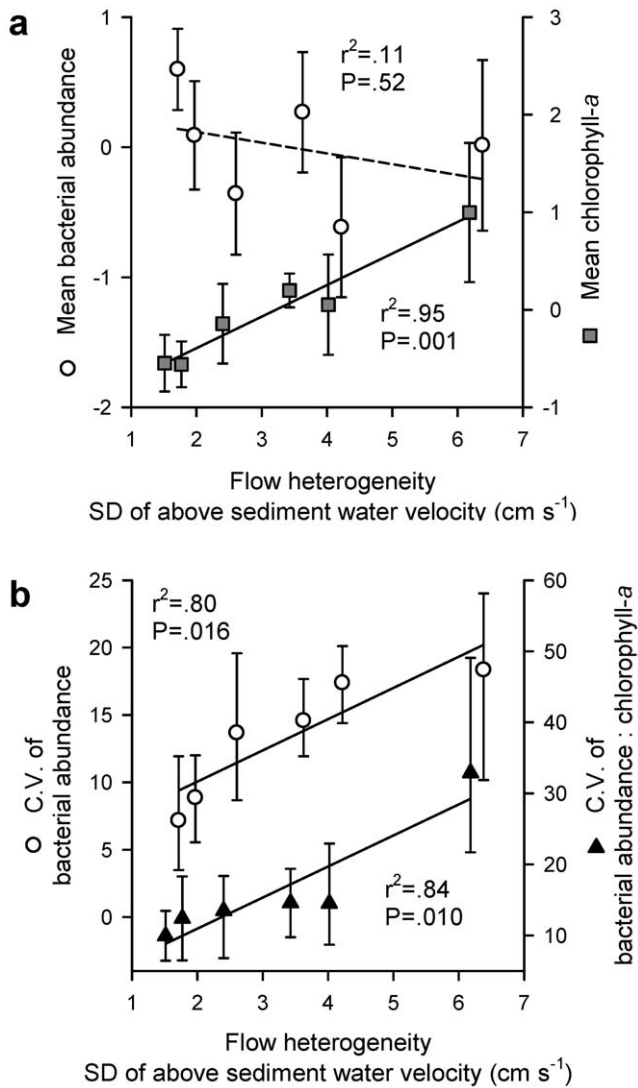 a
1
0
-1
-2
Mean bacterial abundance
r²=.11
P=.52
r²=.95
P=.001
3
2
1
0
-1
Mean chlorophyll-a
1 2 3 4 5 6 7
Flow heterogeneity
SD of above sediment water velocity (cm s⁻¹)
b
25
20
15
10
5
0
C.V. of
bacterial abundance
r²=.80
P=.016
r²=.84
P=.010
60
50
40
30
20
10
C.V. of
bacterial abundance : chlorophyll-a
1 2 3 4 5 6 7
Flow heterogeneity
SD of above sediment water velocity (cm s⁻¹)